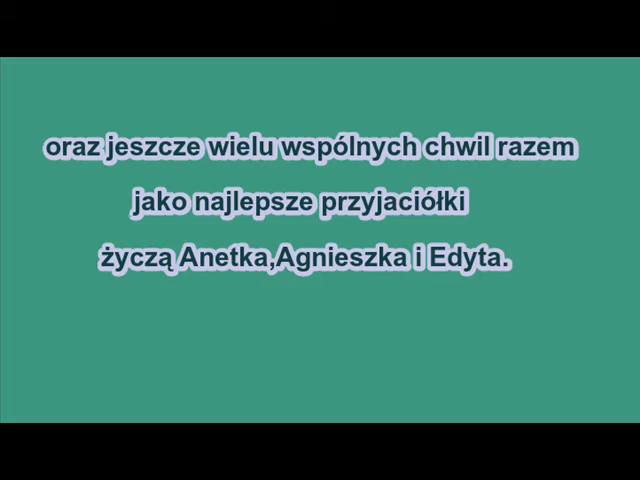 oraz jeszcze wielu wspólnych chwil razem
jako najlepsze przyjaciółki
życzą Anetka,Agnieszka i Edyta.